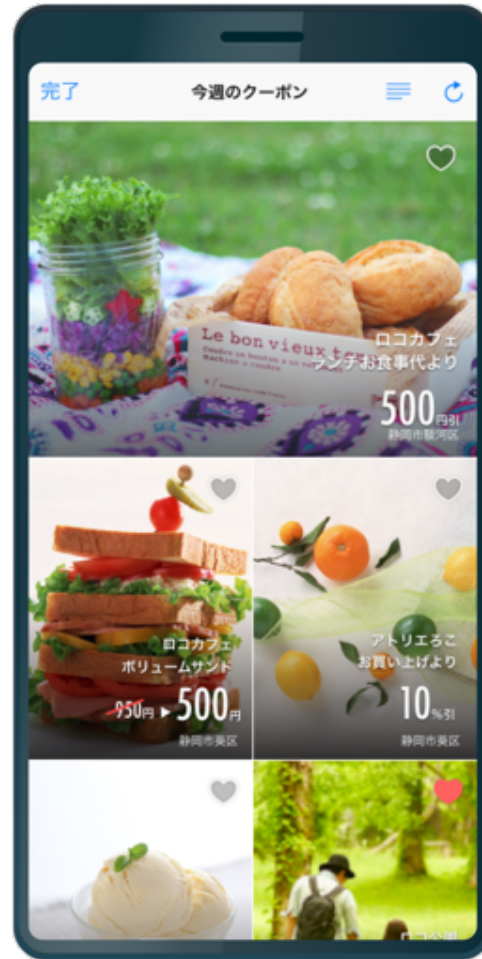 完了
今週のクーポン
Le bon vieux
ロコカフェ
ランチお食事代より
500円引
静岡市駿河区
ロコカフェ
ボリュームサンド
950円 ▶ 500円
静岡市葵区
アトリエろこ
お買い上げより
10%引
静岡市葵区
ロコ公園